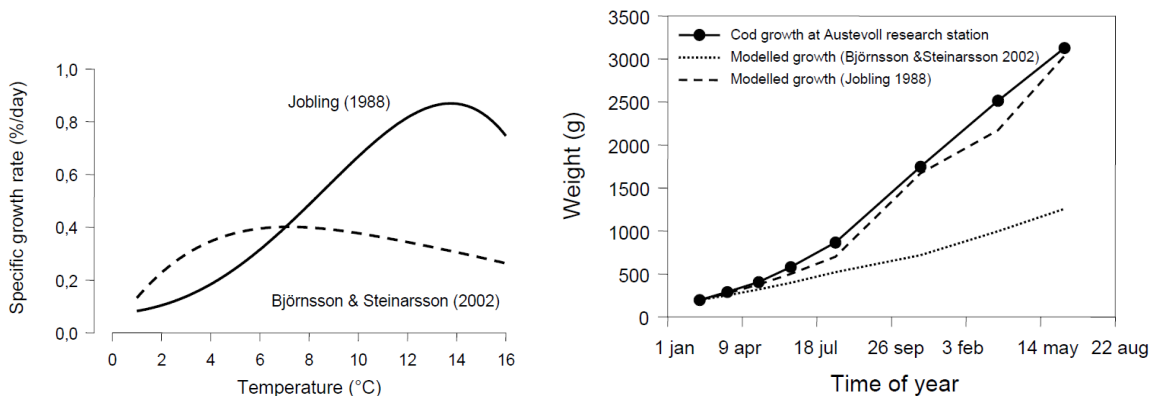 Specific growth rate (%/day)
1,0
0,8
0,6
0,4
0,2
0,0
Jobling (1988)
Björnsson & Steinarsson (2002)
0 2 4 6 8 10 12 14 16
Temperature (°C)
Weight (g)
3500
3000
2500
2000
1500
1000
500
0
Cod growth at Austevoll research station
Modelled growth (Björnsson &Steinarsson 2002)
Modelled growth (Jobling 1988)
1 jan 9 apr 18 jul 26 sep 3 feb 14 may 22 aug
Time of year